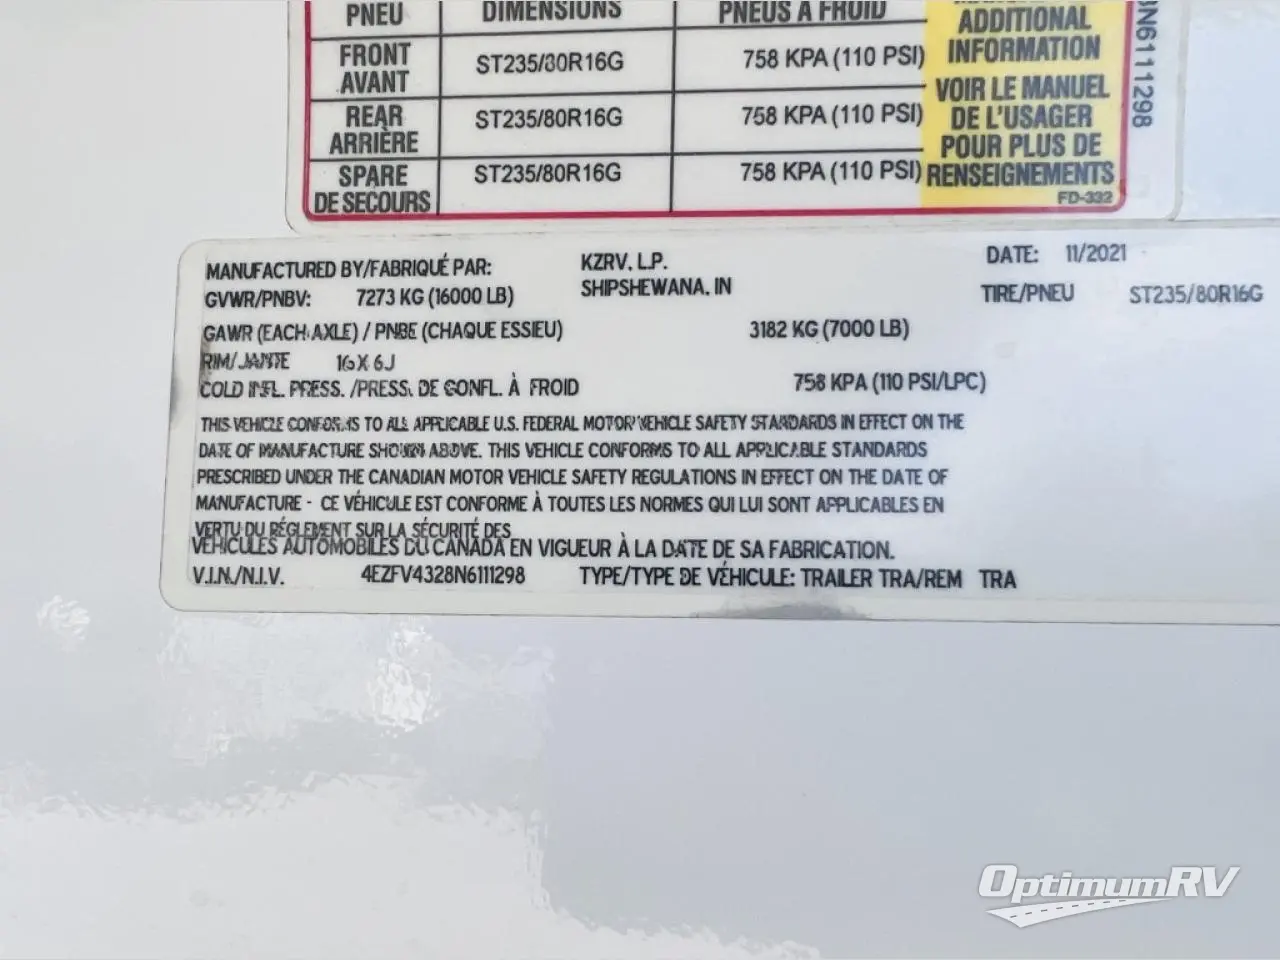 PNEU DIMENSIONS PNEUS À FROID
ADDITIONAL
INFORMATION
FRONT
AVANT ST235/80R16G 758 KPA (110 PSI)
REAR
ARRIÈRE ST235/80R16G 758 KPA (110 PSI)
SPARE
DE SECOURS ST235/80R16G 758 KPA (110 PSI)
VOIR LE MANUEL
DE L'USAGER
POUR PLUS DE
RENSEIGNEMENTS
FD-332
N6111298
MANUFACTURED BY/FABRIQUÉ PAR: KZRV, L.P. DATE: 11/2021
GVWR/PNBV: 7273 KG (16000 LB) SHIPSHEWANA, IN TIRE/PNEU ST235/80R16G
GAWR (EACH AXLE) / PNBE (CHAQUE ESSIEU) 3182 KG (7000 LB)
RIM/JANTE 16 X 6J
COLD INFL. PRESS. /PRESS. DE GONFL. À FROID 758 KPA (110 PSI/LPC)
THIS VEHICLE CONFORMS TO ALL APPLICABLE U.S. FEDERAL MOTOR VEHICLE SAFETY STANDARDS IN EFFECT ON THE
DATE OF MANUFACTURE SHOWN ABOVE. THIS VEHICLE CONFORMS TO ALL APPLICABLE STANDARDS
PRESCRIBED UNDER THE CANADIAN MOTOR VEHICLE SAFETY REGULATIONS IN EFFECT ON THE DATE OF
MANUFACTURE - CE VÉHICULE EST CONFORME À TOUTES LES NORMES QUI LUI SONT APPLICABLES EN
VERTU DU RÉGLEMENT SUR LA SÉCURITÉ DES
VÉHICULES AUTOMOBILES DU CANADA EN VIGUEUR À LA DATE DE SA FABRICATION.
V.I.N./N.I.V. 4EZFV4328N6111298 TYPE/TYPE DE VÉHICULE: TRAILER TRA/REM TRA
OptimumRV